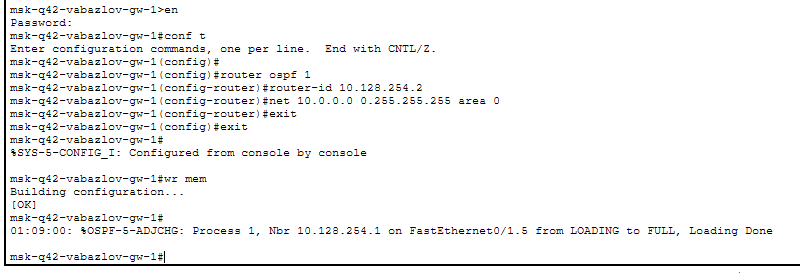 msk-q42-vabazlov-gw-1>en
Password:
msk-q42-vabazlov-gw-1#conf t
Enter configuration commands, one per line.  End with CNTL/Z.
msk-q42-vabazlov-gw-1(config)#
msk-q42-vabazlov-gw-1(config)#router ospf 1
msk-q42-vabazlov-gw-1(config-router)#router-id 10.128.254.2
msk-q42-vabazlov-gw-1(config-router)#net 10.0.0.0 0.255.255.255 area 0
msk-q42-vabazlov-gw-1(config-router)#exit
msk-q42-vabazlov-gw-1(config)#exit
msk-q42-vabazlov-gw-1#
%SYS-5-CONFIG_I: Configured from console by console
msk-q42-vabazlov-gw-1#wr mem
Building configuration...
[OK]
msk-q42-vabazlov-gw-1#
01:09:00: %OSPF-5-ADJCHG: Process 1, Nbr 10.128.254.1 on FastEthernet0/1.5 from LOADING to FULL, Loading Done
msk-q42-vabazlov-gw-1#